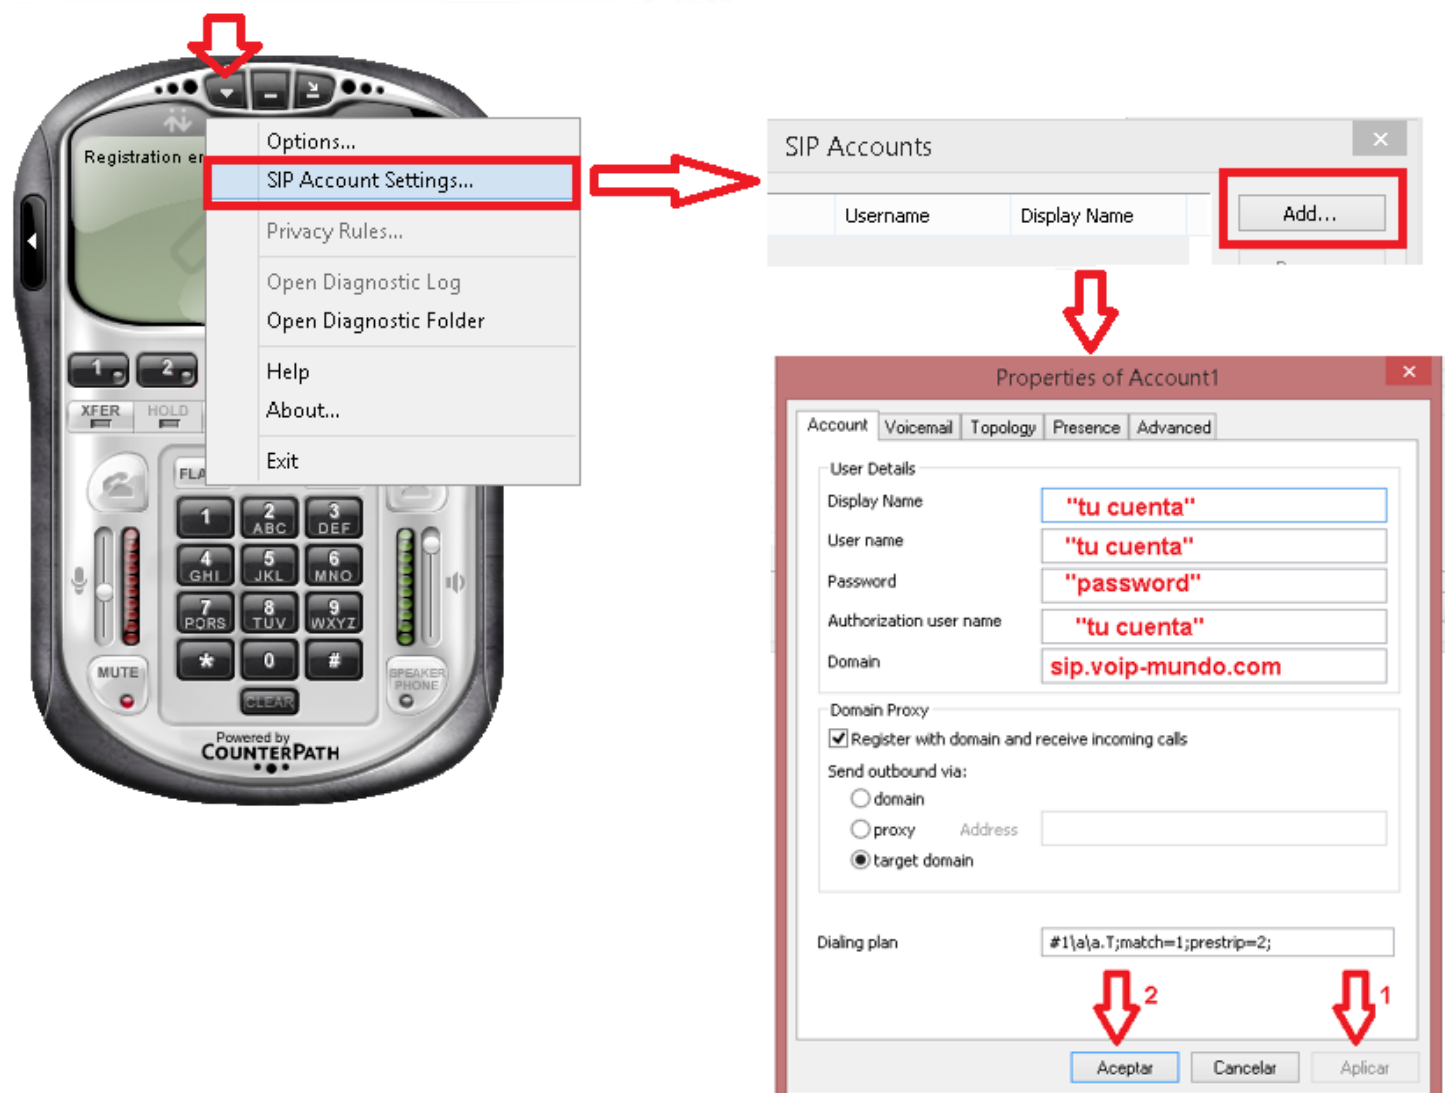 Registration er
Options...
SIP Account Settings...
Privacy Rules...
Open Diagnostic Log
Open Diagnostic Folder
Help
About...
Exit
1
2
XFER
HOLD
FLA
1
2
ABC
3
DEF
4
GHI
5
JKL
6
MNO
7
PQRS
8
TUV
9
WXYZ
*
0
#
MUTE
SPEAKER
PHONE
CLEAR
Powered by
COUNTERPATH
SIP Accounts
Username
Display Name
Add...
Properties of Account1
Account
Voicemail
Topology
Presence
Advanced
User Details
Display Name
"tu cuenta"
User name
"tu cuenta"
Password
"password"
Authorization user name
"tu cuenta"
Domain
sip.voip-mundo.com
Domain Proxy
Register with domain and receive incoming calls
Send outbound via:
domain
proxy
Address
target domain
Dialing plan
#1\a\a.T;match=1;prestrip=2;
2
1
Aceptar
Cancelar
Aplicar